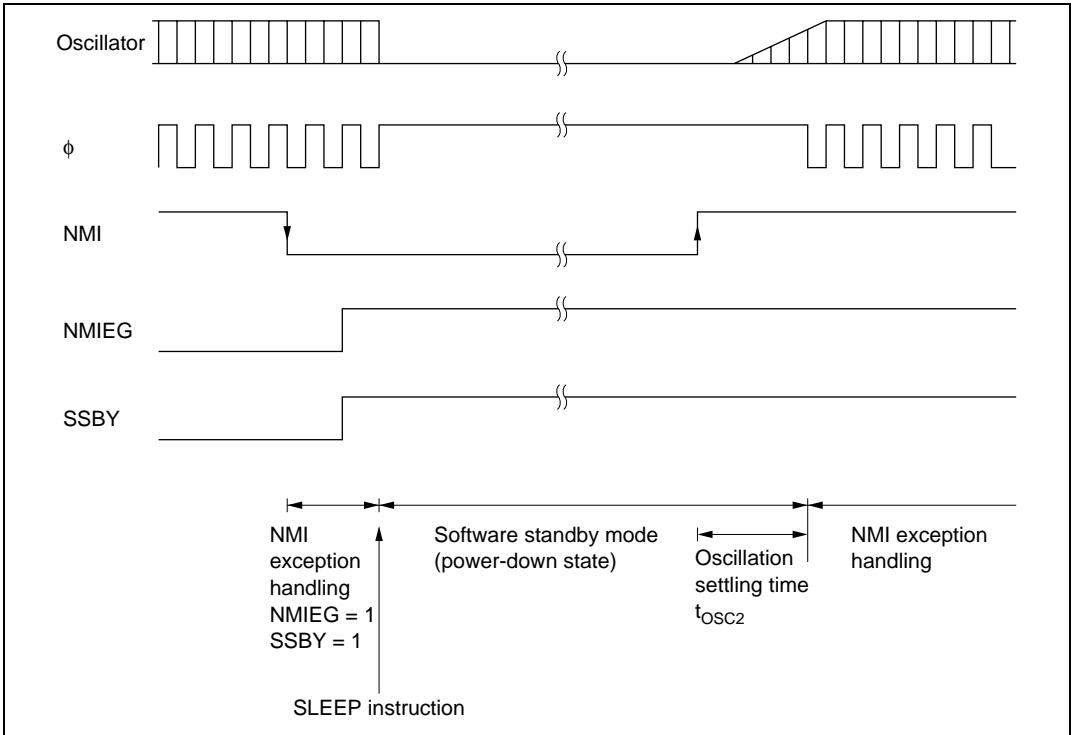 Oscillator
ϕ
NMI
NMIEG
SSBY
NMI
exception
handling
NMIEG = 1
SSBY = 1
Software standby mode
(power-down state)
Oscillation
settling time
tOSC2
NMI exception
handling
SLEEP instruction